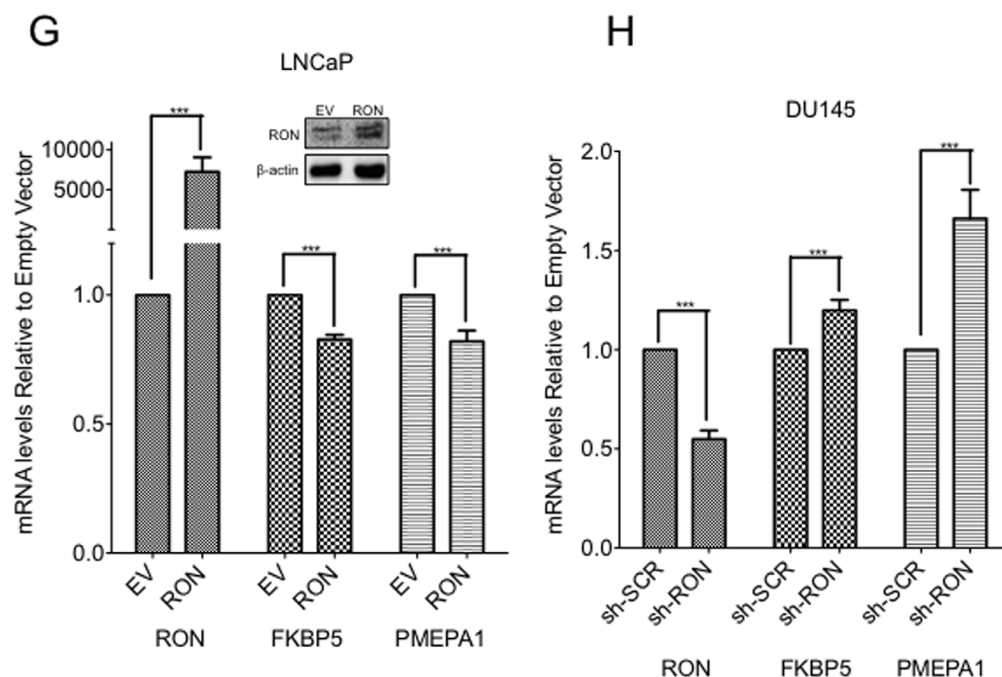 G
LNCaP
mRNA levels Relative to Empty Vector
10000
5000
1.0
0.5
0.0
***
***
***
EV RON
RON
β-actin
EV RON EV RON EV RON
RON FKBP5 PMEPA1
H
DU145
mRNA levels Relative to Empty Vector
2.0
1.5
1.0
0.5
0.0
***
***
***
sh-SCR sh-RON sh-SCR sh-RON sh-SCR sh-RON
RON FKBP5 PMEPA1